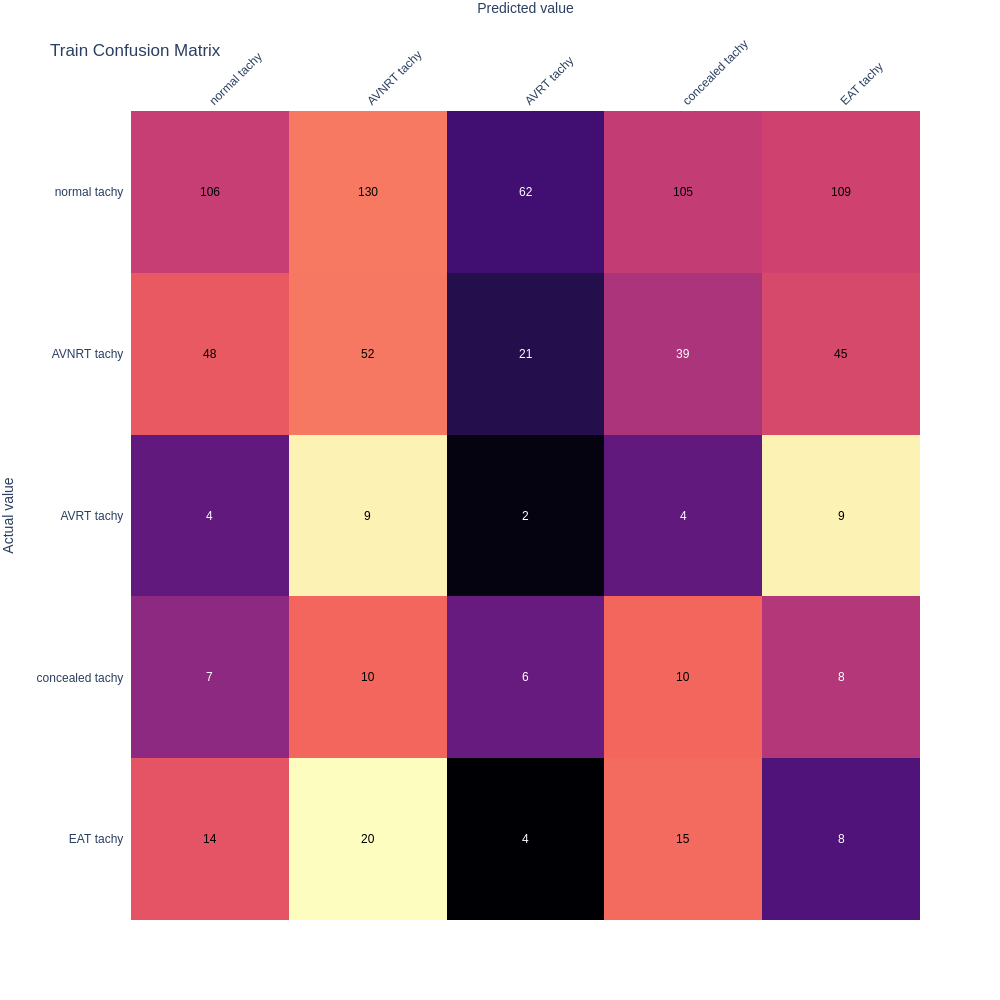 Predicted value
Train Confusion Matrix
normal tachy AVNRT tachy AVRT tachy concealed tachy EAT tachy
normal tachy 106 130 62 105 109
AVNRT tachy 48 52 21 39 45
Actual value
AVRT tachy 4 9 2 4 9
concealed tachy 7 10 6 10 8
EAT tachy 14 20 4 15 8